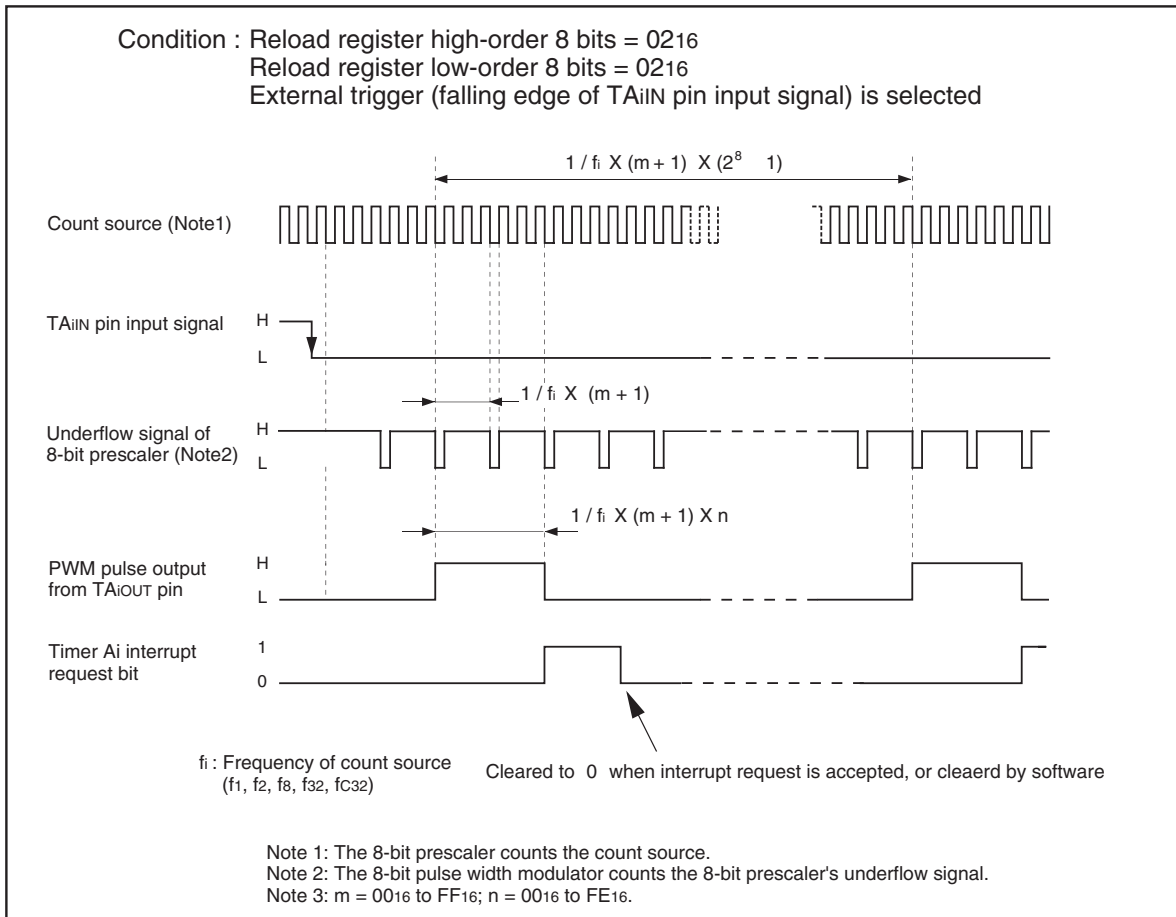 Condition : Reload register high-order 8 bits = 0216
Reload register low-order 8 bits = 0216
External trigger (falling edge of TAiIN pin input signal) is selected
1 / fi X (m + 1) X (2^8 1)
Count source (Note1)
TAiIN pin input signal
H
L
1 / fi X (m + 1)
Underflow signal of
8-bit prescaler (Note2)
H
L
1 / fi X (m + 1) X n
PWM pulse output
from TAiOUT pin
H
L
Timer Ai interrupt
request bit
1
0
fi : Frequency of count source
(f1, f2, f8, f32, fC32)
Cleared to 0 when interrupt request is accepted, or cleaerd by software
Note 1: The 8-bit prescaler counts the count source.
Note 2: The 8-bit pulse width modulator counts the 8-bit prescaler's underflow signal.
Note 3: m = 0016 to FF16; n = 0016 to FE16.